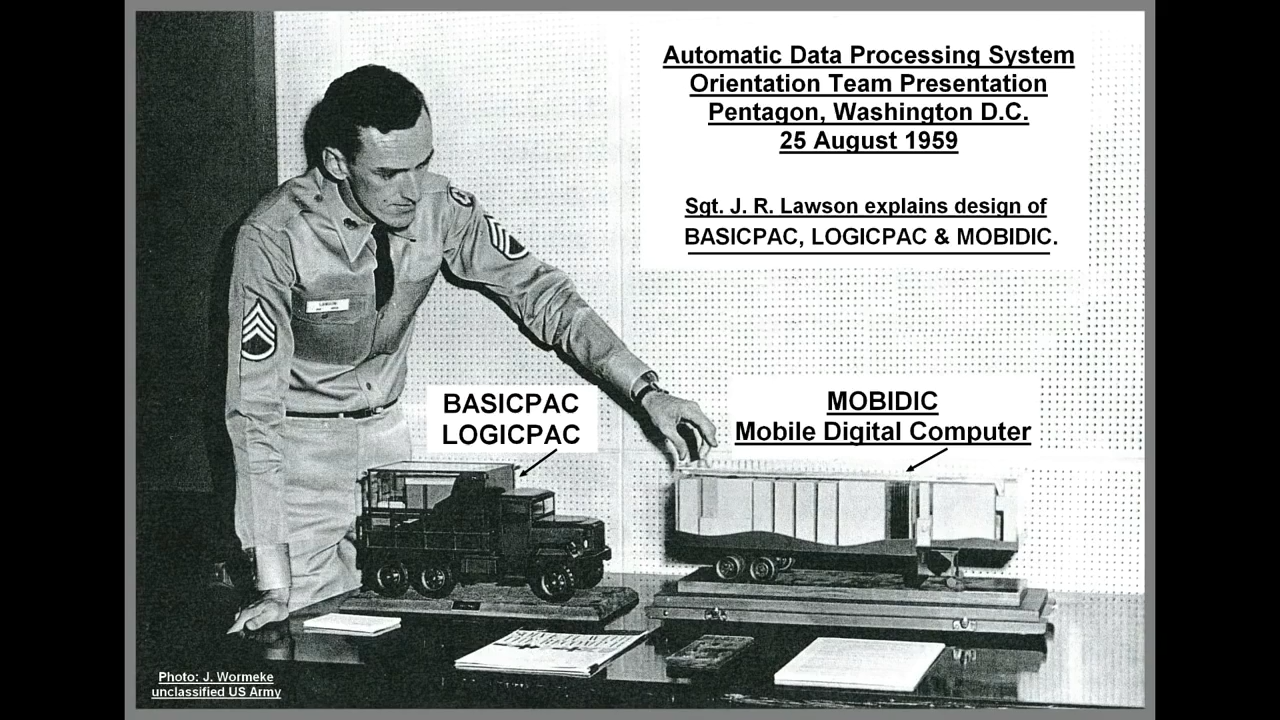 Automatic Data Processing System
Orientation Team Presentation
Pentagon, Washington D.C.
25 August 1959
Sgt. J. R. Lawson explains design of
BASICPAC, LOGICPAC & MOBIDIC.
BASICPAC
LOGICPAC
MOBIDIC
Mobile Digital Computer
LAWSON
Photo: J. Wormeke
unclassified US Army